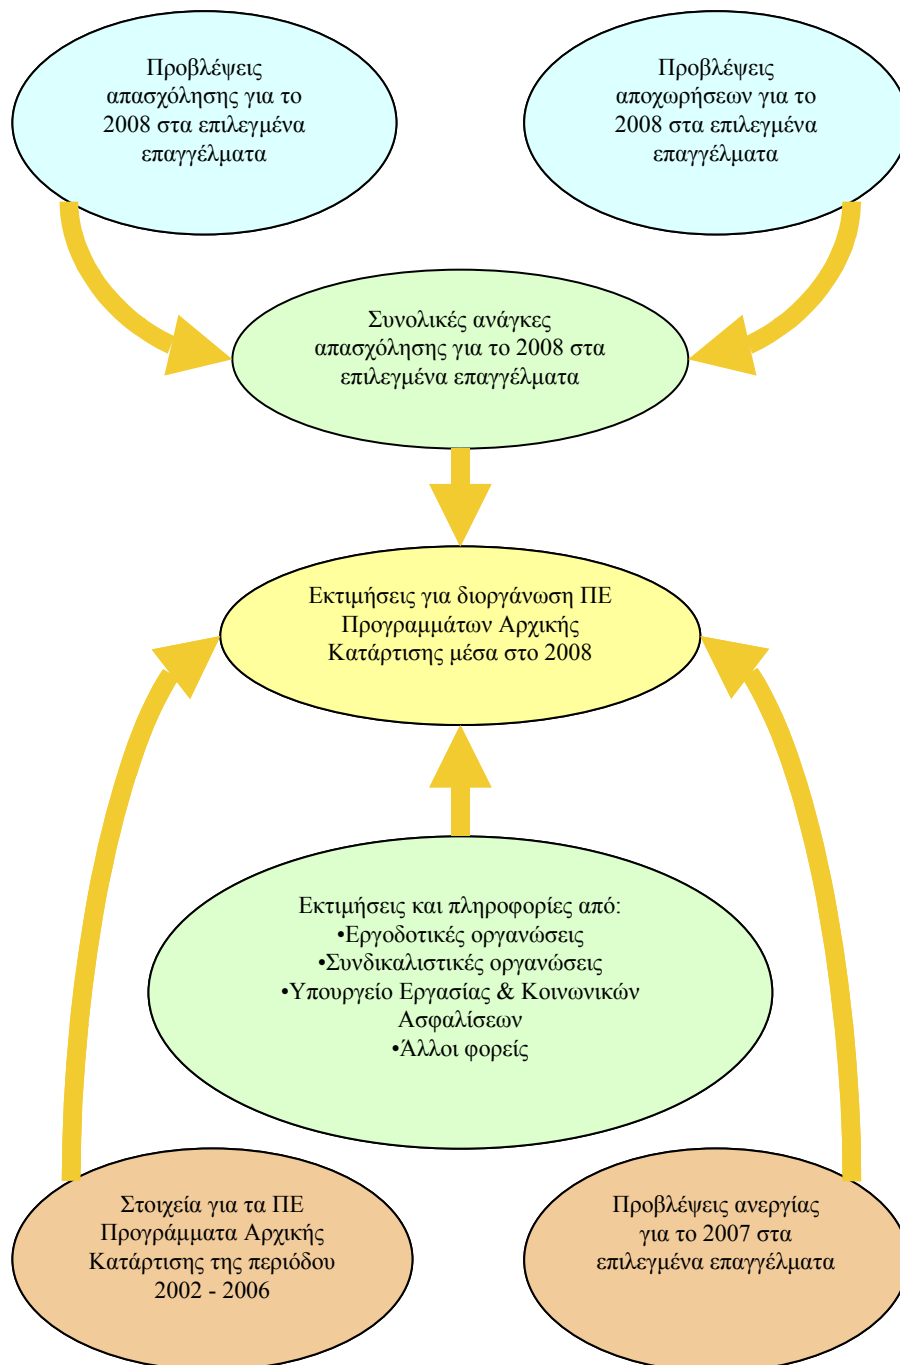 Προβλέψεις
απασχόλησης για το
2008 στα επιλεγμένα
επαγγέλματα
Προβλέψεις
αποχωρήσεων για το
2008 στα επιλεγμένα
επαγγέλματα
Συνολικές ανάγκες
απασχόλησης για το 2008 στα
επιλεγμένα επαγγέλματα
Εκτιμήσεις για διοργάνωση ΠΕ
Προγραμμάτων Αρχικής
Κατάρτισης μέσα στο 2008
Εκτιμήσεις και πληροφορίες από:
•Εργοδοτικές οργανώσεις
•Συνδικαλιστικές οργανώσεις
•Υπουργείο Εργασίας & Κοινωνικών
Ασφαλίσεων
•Άλλοι φορείς
Στοιχεία για τα ΠΕ
Προγράμματα Αρχικής
Κατάρτισης της περιόδου
2002 - 2006
Προβλέψεις ανεργίας
για το 2007 στα
επιλεγμένα επαγγέλματα